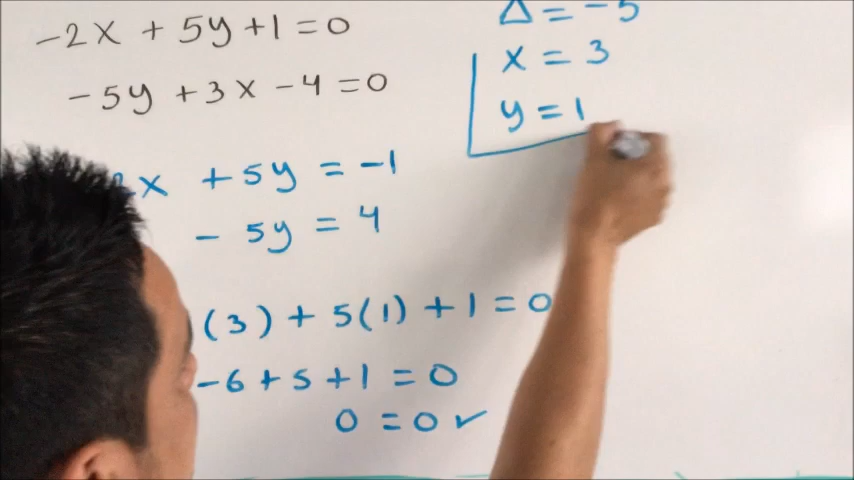 -2x + 5y + 1 = 0
-5y + 3x - 4 = 0
2x + 5y = -1
- 5y = 4
(3) + 5(1) + 1 = 0
-6 + 5 + 1 = 0
0 = 0 ✓
Δ = -5
x = 3
y = 1